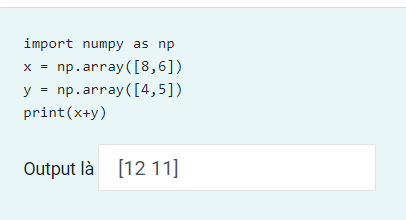 import numpy as np
x = np.array([8,6])
y = np.array([4,5])
print(x+y)
Output là [12 11]